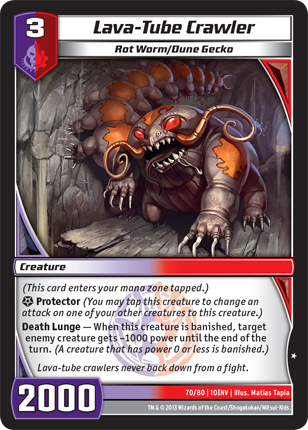 3
Lava-Tube Crawler
Rot Worm/Dune Gecko
Creature
(This card enters your mana zone tapped.)
Protector (You may tap this creature to change an
attack on one of your other creatures to this creature.)
Death Lunge — When this creature is banished, target
enemy creature gets -1000 power until the end of the
turn. (A creature that has power 0 or less is banished.)
Lava-tube crawlers never back down from a fight.
2000
70/80 | 10INV | Illus. Matias Tapia
TM & © 2013 Wizards of the Coast/Shogakukan/Mitsui-Kids.